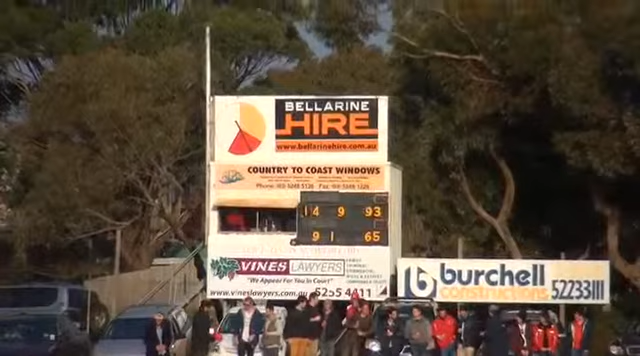 BELLARINE
HIRE
www.bellarinehire.com.au
COUNTRY TO COAST WINDOWS
14 9 93
9 1 65
VINES LAWYERS
"We Appear For You In Court"
www.vineslawyers.com.au 5255 4411
burchell
constructions 52233111